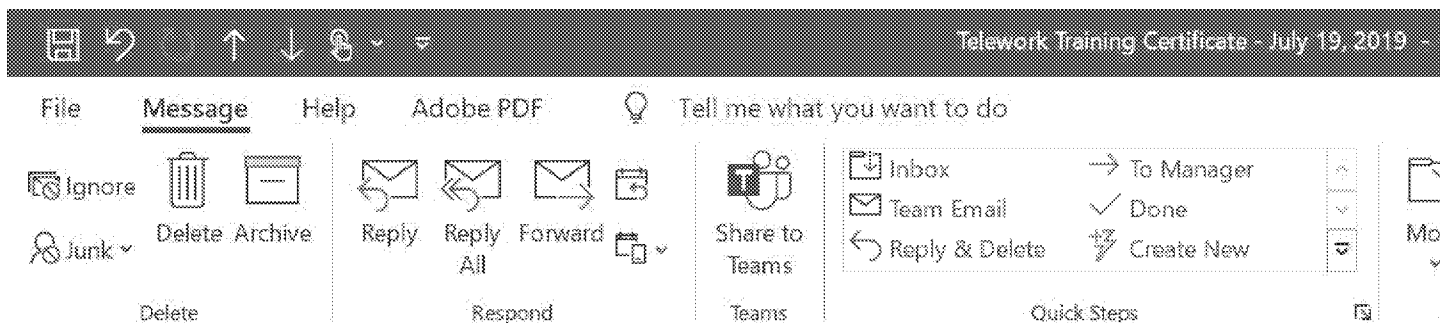 Telework Training Certificate - July 19, 2019 -
File Message Help Adobe PDF Tell me what you want to do
Ignore
Junk
Delete Archive
Delete
Reply Reply All Forward
Respond
Share to Teams
Teams
Inbox To Manager
Team Email Done
Reply & Delete Create New
Quick Steps
Mo